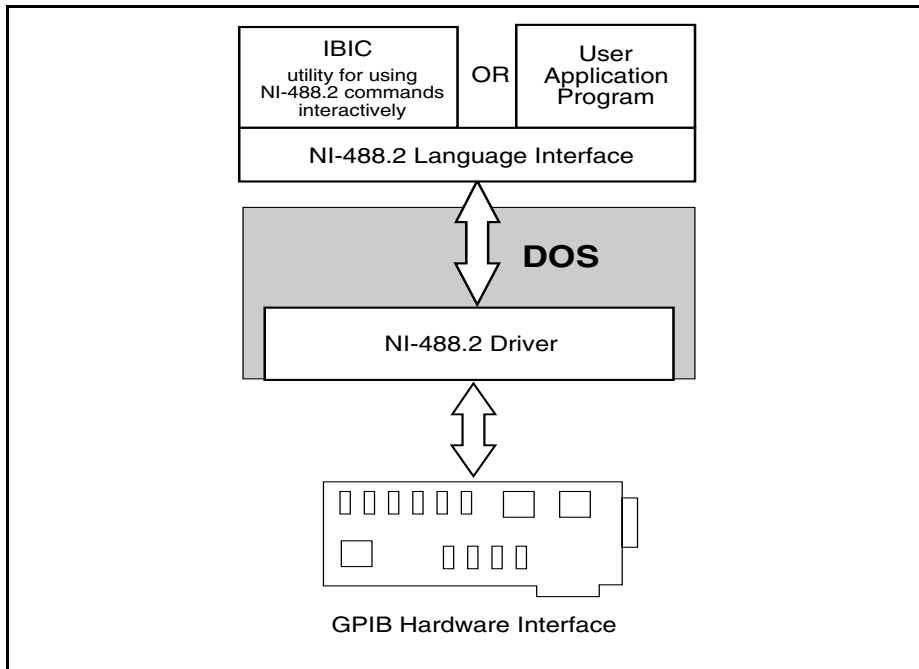 IBIC
utility for using
NI-488.2 commands
interactively
OR
User
Application
Program
NI-488.2 Language Interface
DOS
NI-488.2 Driver
GPIB Hardware Interface